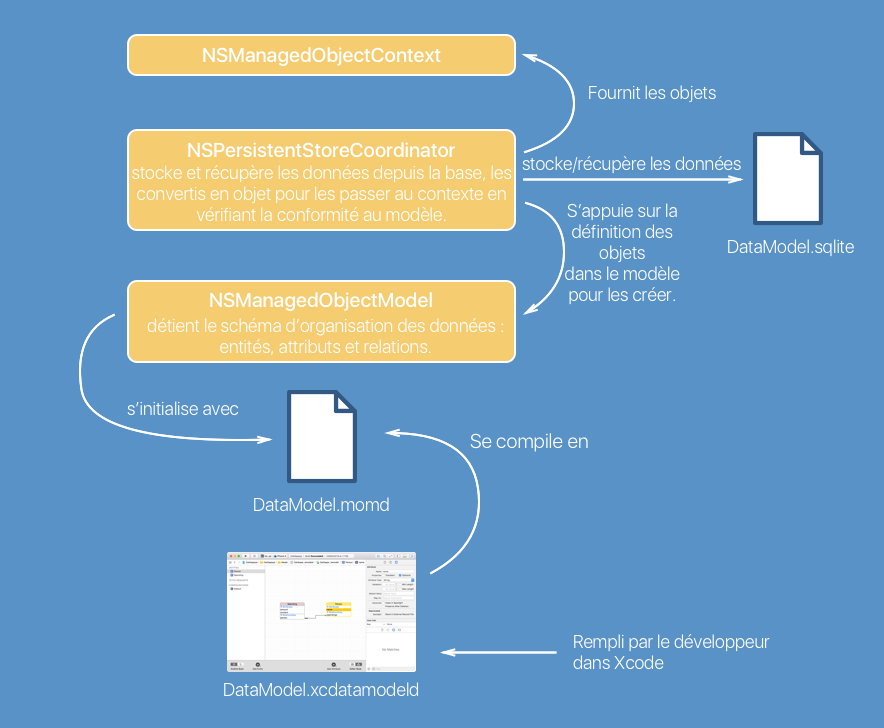 NSManagedObjectContext
Fournit les objets
NSPersistentStoreCoordinator
stocke et récupère les données depuis la base, les
convertis en objet pour les passer au contexte en
vérifiant la conformité au modèle.
stocke/récupère les données
DataModel.sqlite
S'appuie sur la
définition des
objets
dans le modèle
pour les créer.
NSManagedObjectModel
détient le schéma d'organisation des données :
entités, attributs et relations.
s'initialise avec
DataModel.momd
Se compile en
Rempli par le développeur
dans Xcode
DataModel.xcdatamodeld